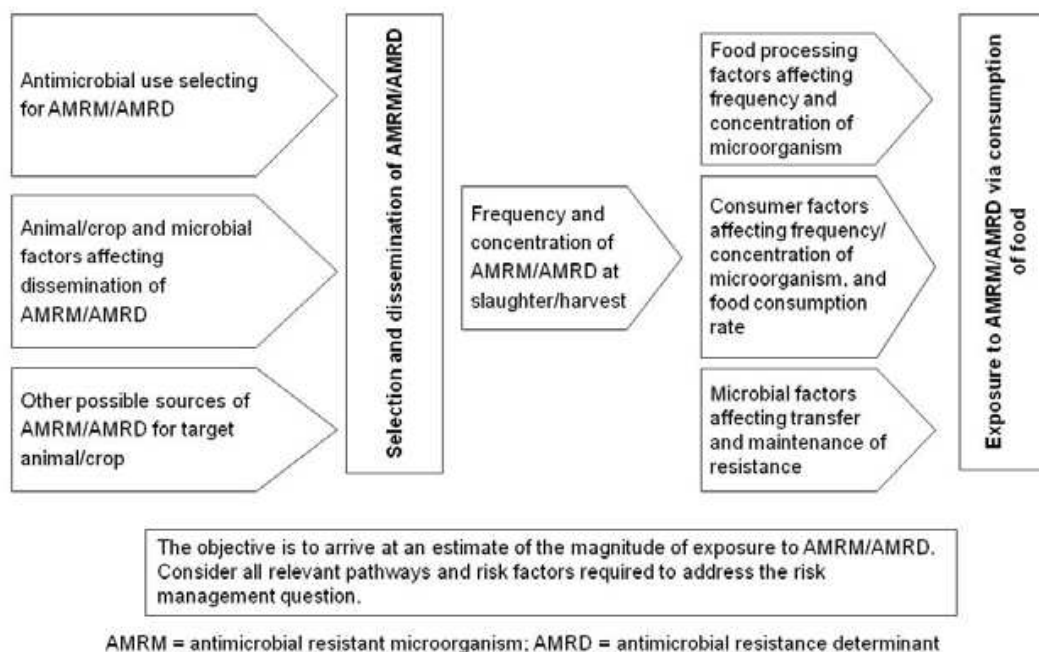 Antimicrobial use selecting
for AMRM/AMRD
Animal/crop and microbial
factors affecting
dissemination of
AMRM/AMRD
Other possible sources of
AMRM/AMRD for target
animal/crop
Selection and dissemination of AMRM/AMRD
Frequency and
concentration of
AMRM/AMRD at
slaughter/harvest
Food processing
factors affecting
frequency and
concentration of
microorganism
Consumer factors
affecting frequency/
concentration of
microorganism, and
food consumption
rate
Microbial factors
affecting transfer
and maintenance of
resistance
Exposure to AMRM/AMRD via consumption
of food
The objective is to arrive at an estimate of the magnitude of exposure to AMRM/AMRD.
Consider all relevant pathways and risk factors required to address the risk
management question.
AMRM = antimicrobial resistant microorganism; AMRD = antimicrobial resistance determinant